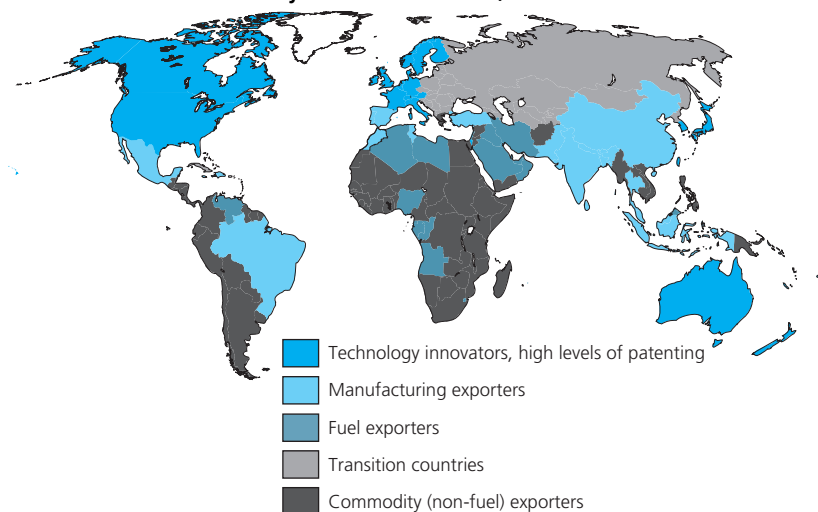 Technology innovators, high levels of patenting
Manufacturing exporters
Fuel exporters
Transition countries
Commodity (non-fuel) exporters